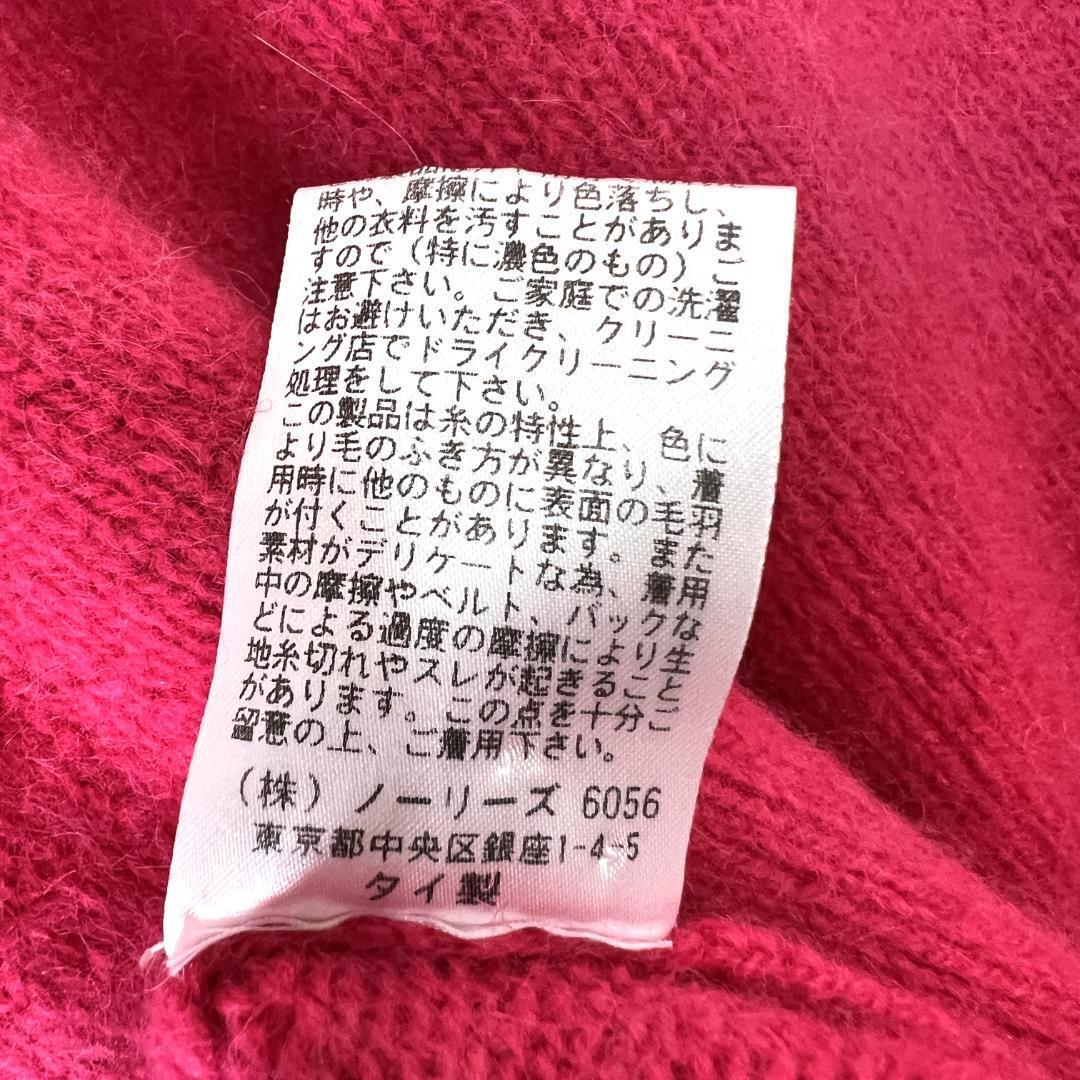 時や、摩擦により色落ちし、
他の衣料を汚すことがありま
すので（特に濃色のもの）ご
注意下さい。ご家庭での洗濯
はお避けいただき、クリーニ
ング店でドライクリーニング
処理をして下さい。
この製品は糸の特性上、色に
より毛のふき方が異なり、着
用時に他のものに表面の毛羽
が付くことがあります。また
素材がデリケートな為、着用
中の摩擦やベルト、バックな
どによる過度の摩擦により生
地糸切れやスレが起きること
があります。この点を十分ご
留意の上、ご着用下さい。
（株）ノーリーズ 6056
東京都中央区銀座1-4-5
タイ製